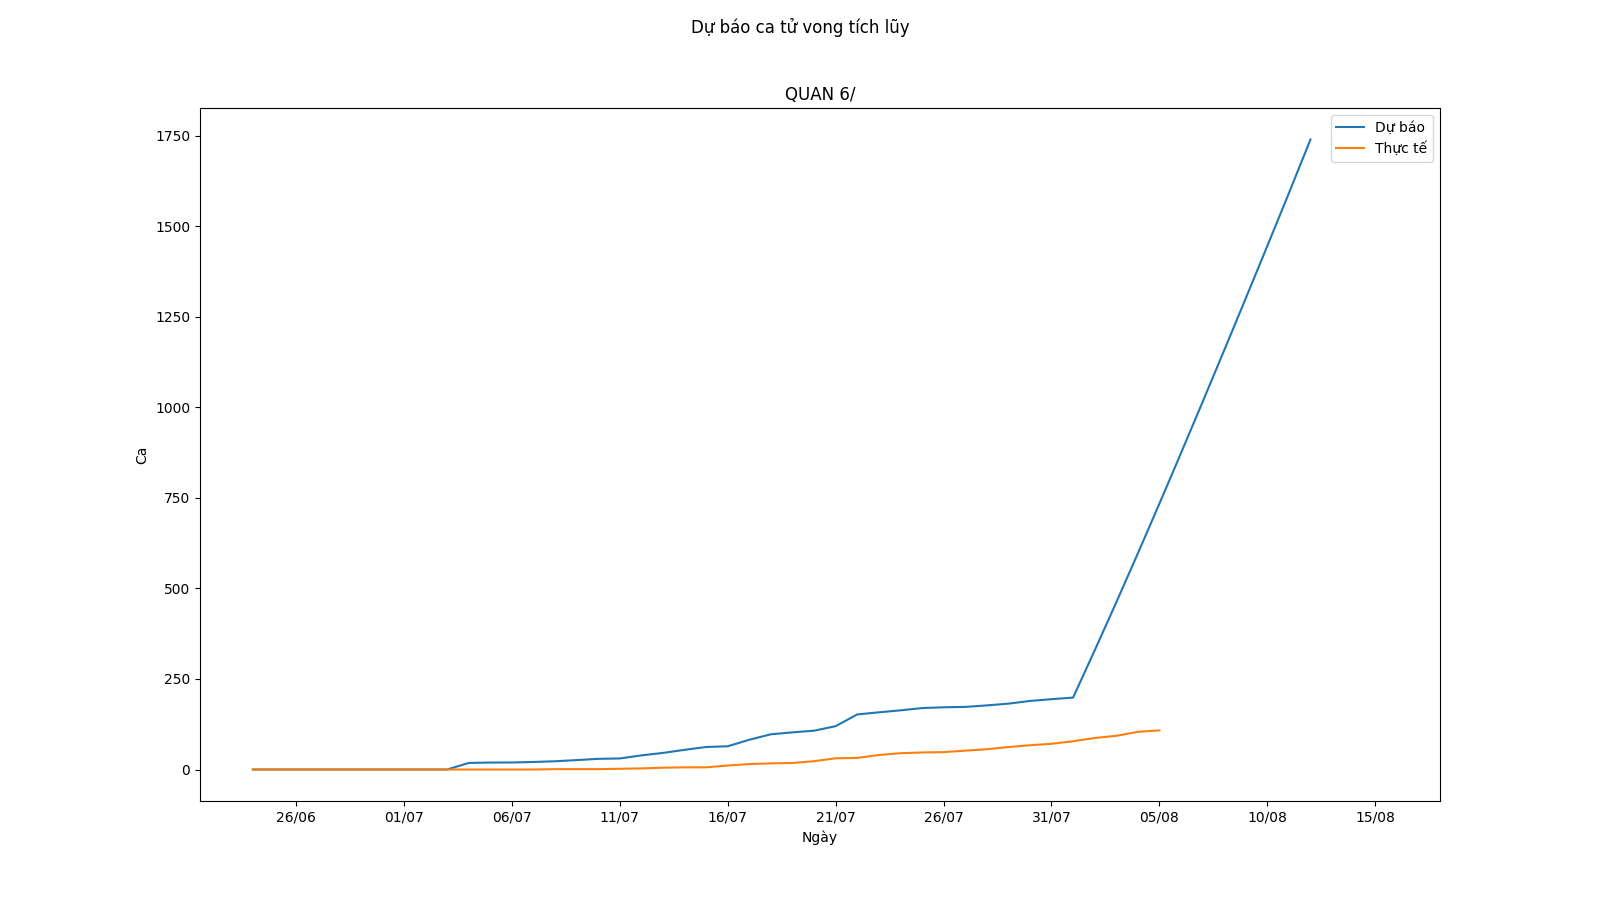 Dự báo ca tử vong tích lũy
QUAN 6/
Dự báo
Thực tế
1750
1500
1250
1000
750
500
250
0
Ca
26/06 01/07 06/07 11/07 16/07 21/07 26/07 31/07 05/08 10/08 15/08
Ngày